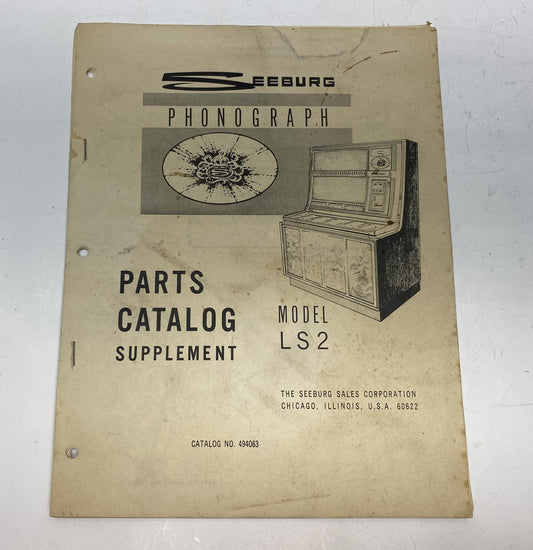 SEEBURG
PHONOGRAPH
PARTS
CATALOG
SUPPLEMENT
MODEL
LS2
THE SEEBURG SALES CORPORATION
CHICAGO, ILLINOIS, U.S.A. 60622
CATALOG NO. 494063